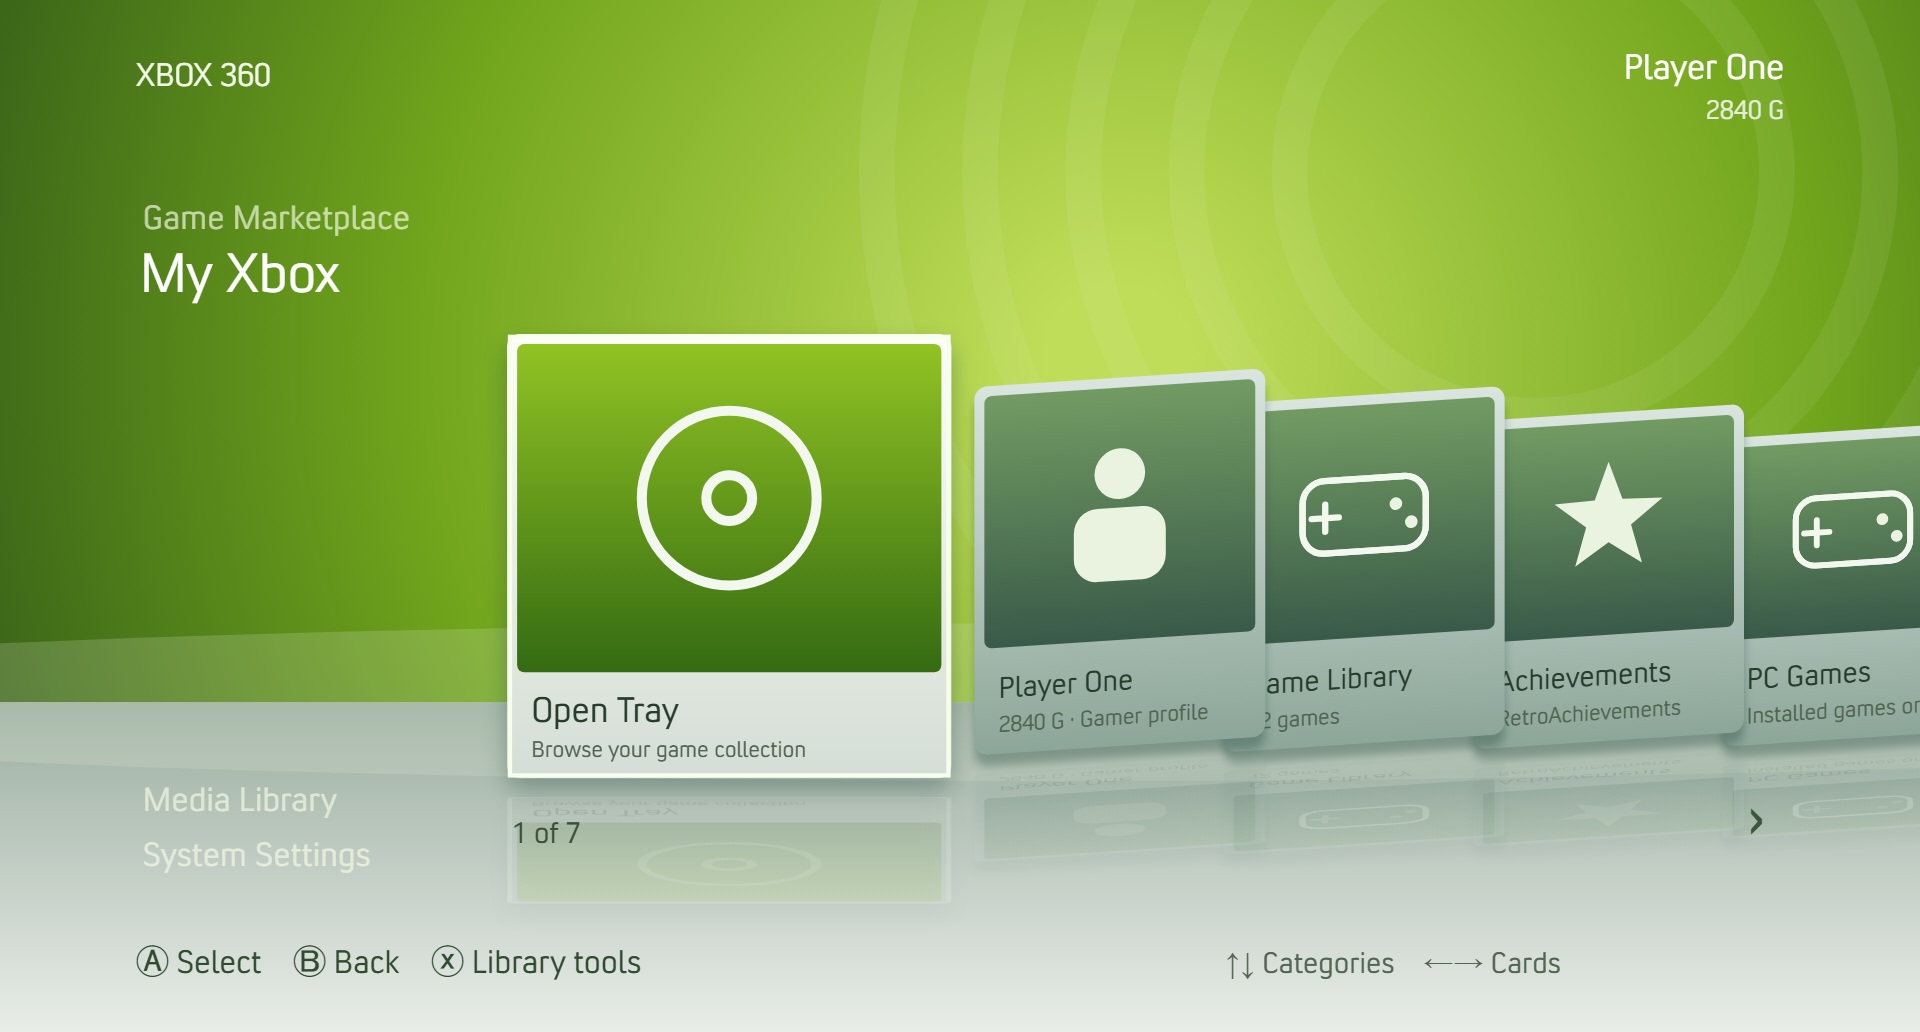 XBOX 360
Player One
2840 G
Game Marketplace
My Xbox
Open Tray
Browse your game collection
Player One
2840 G · Gamer profile
ame Library
games
Achievements
RetroAchievements
PC Games
Installed games or
Media Library
System Settings
1 of 7
Ⓐ Select Ⓑ Back ⓧ Library tools
↑↓ Categories ←→ Cards